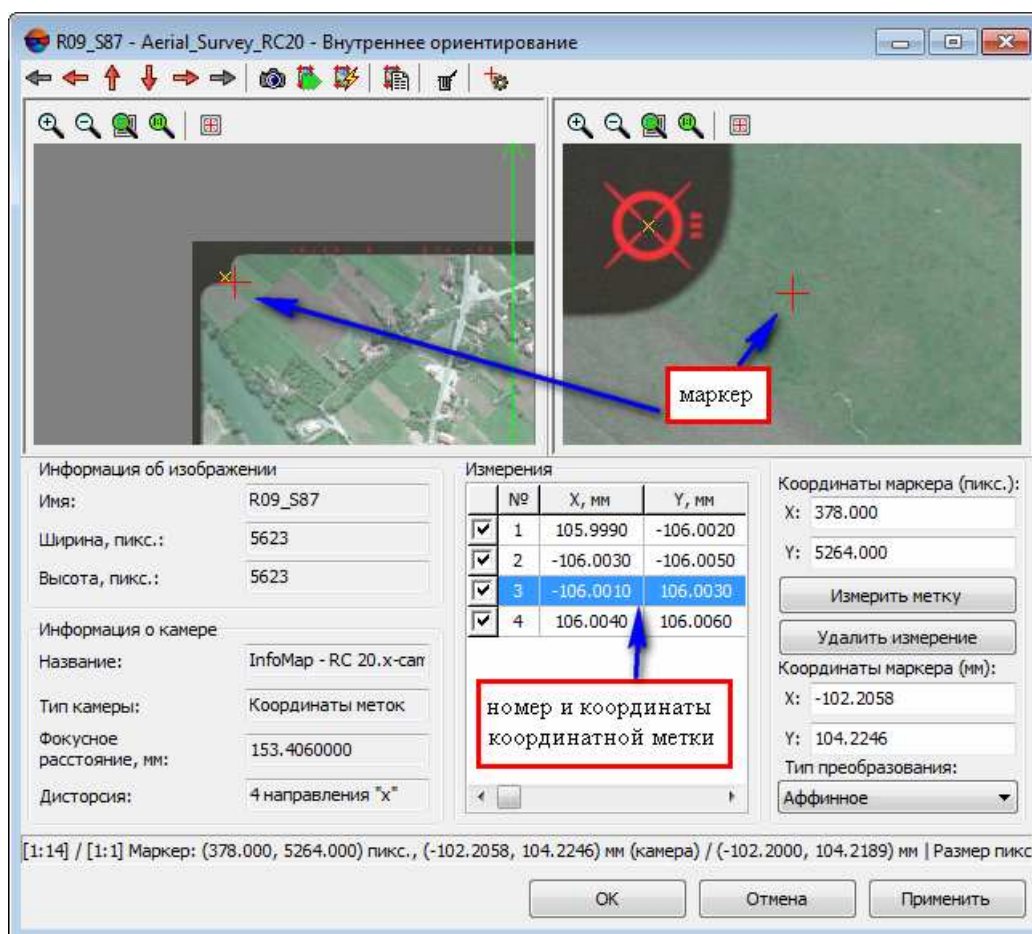 R09_S87 - Aerial_Survey_RC20 - Внутреннее ориентирование
маркер
Информация об изображении
Имя: R09_S87
Ширина, пикс.: 5623
Высота, пикс.: 5623
Информация о камере
Название: InfoMap - RC 20.x-cam
Тип камеры: Координаты меток
Фокусное
расстояние, мм: 153.4060000
Дисторсия: 4 направления "x"
Измерения
№ X, мм Y, мм
1 105.9990 -106.0020
2 -106.0030 -106.0050
3 -106.0010 106.0030
4 106.0040 106.0060
номер и координаты
координатной метки
Координаты маркера (пикс.):
X: 378.000
Y: 5264.000
Измерить метку
Удалить измерение
Координаты маркера (мм):
X: -102.2058
Y: 104.2246
Тип преобразования:
Аффинное
[1:14] / [1:1] Маркер: (378.000, 5264.000) пикс., (-102.2058, 104.2246) мм (камера) / (-102.2000, 104.2189) мм | Размер пикс
OK Отмена Применить